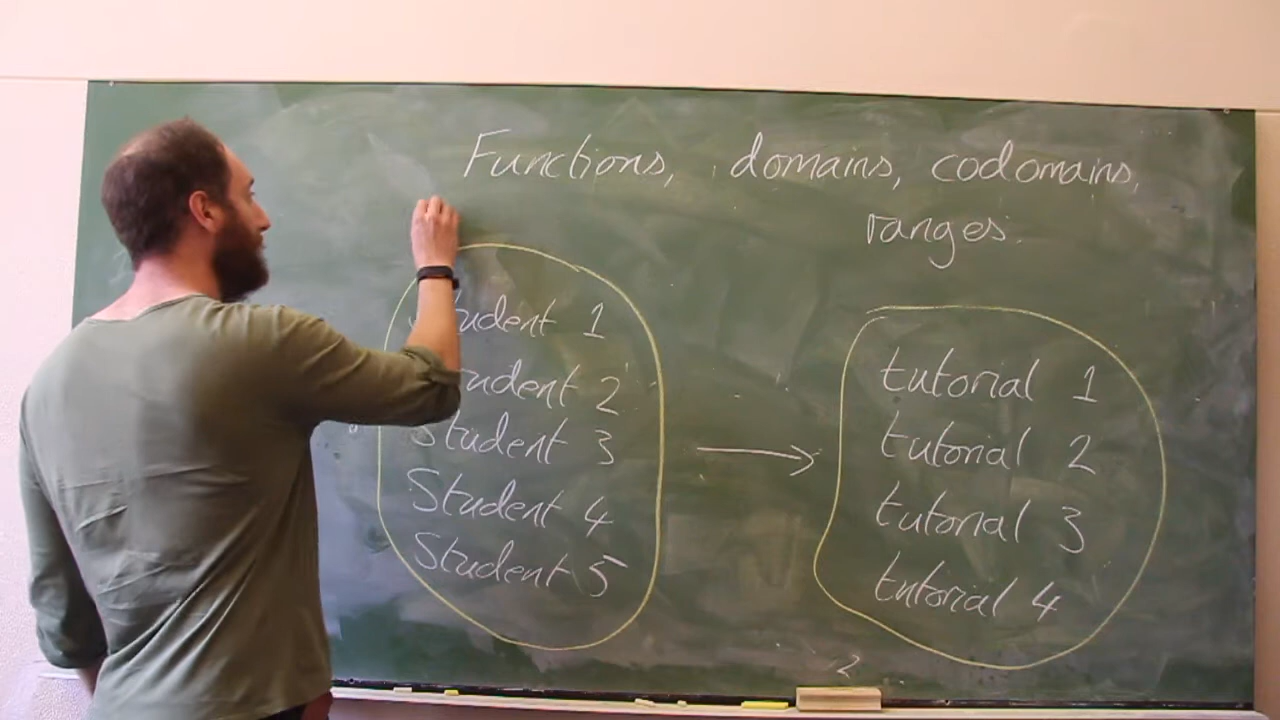 Functions, domains, codomains,
ranges.
Student 1
Student 2
Student 3
Student 4
Student 5
tutorial 1
tutorial 2
tutorial 3
tutorial 4
2